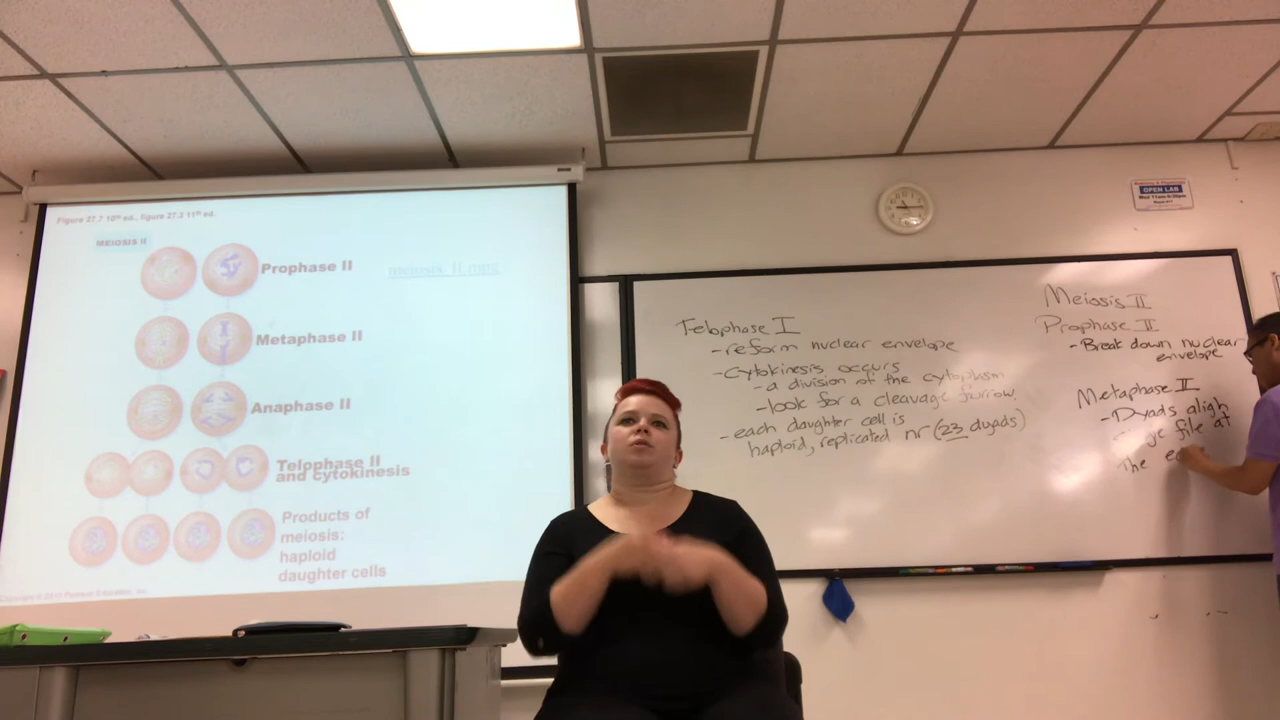 Figure 27.7 10th ed., figure 27.3 11th ed.
MEIOSIS II
Prophase II
meiosis II mpg
Metaphase II
Anaphase II
Telophase II
and cytokinesis
Products of
meiosis:
haploid
daughter cells
Telophase I
-reform nuclear envelope
-Cytokinesis occurs
-a division of the cytoplasm
-look for a cleavage furrow.
-each daughter cell is
haploid, replicated nr (23 dyads)
Meiosis II
Prophase II
-Break down nuclear
envelope
Metaphase II
-Dyads align
file at
The
OPEN LAB